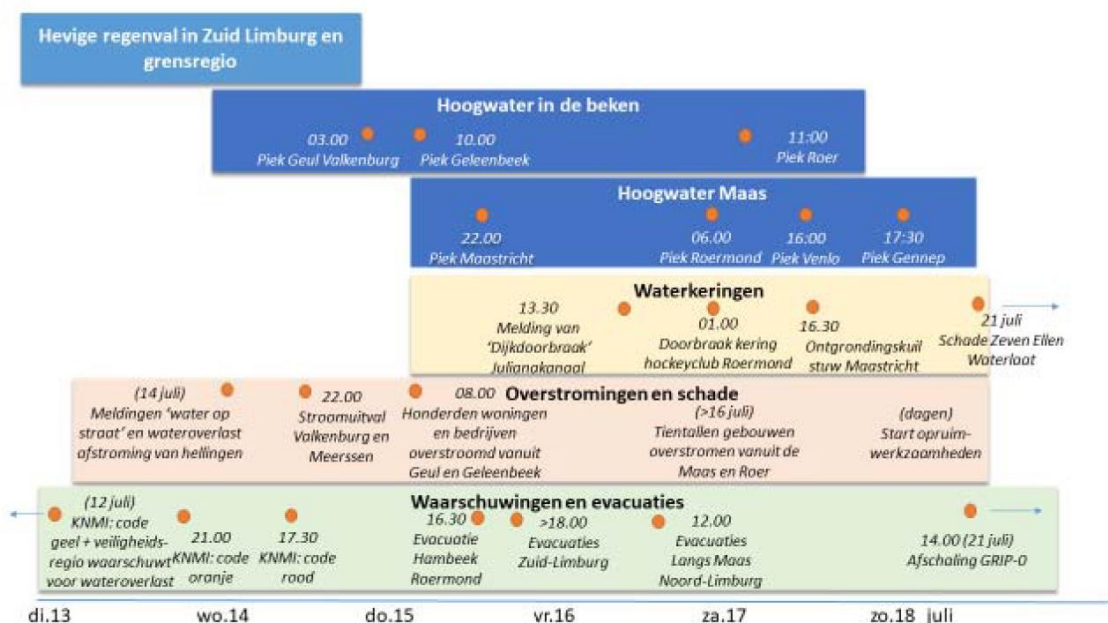 Hevige regenval in Zuid Limburg en
grensregio
Hoogwater in de beken
03.00
Piek Geul Valkenburg
10.00
Piek Geleenbeek
11:00
Piek Roer
Hoogwater Maas
22.00
Piek Maastricht
06.00
Piek Roermond
16:00
Piek Venlo
17:30
Piek Gennep
Waterkeringen
13.30
Melding van
'Dijkdoorbraak'
Julianakanaal
01.00
Doorbraak kering
hockeyclub Roermond
16.30
Ontgrondingskuil
stuw Maastricht
21 juli
Schade Zeven Ellen
Waterlaat
Overstromingen en schade
(14 juli)
Meldingen 'water op
straat' en wateroverlast
afstroming van hellingen
22.00
Stroomuitval
Valkenburg en
Meerssen
08.00
Honderden woningen
en bedrijven
overstroomd vanuit
Geul en Geleenbeek
(>16 juli)
Tientallen gebouwen
overstromen vanuit de
Maas en Roer
(dagen)
Start opruim-
werkzaamheden
Waarschuwingen en evacuaties
(12 juli)
KNMI: code
geel + veiligheids-
regio waarschuwt
voor wateroverlast
21.00
KNMI: code
oranje
17.30
KNMI: code
rood
16.30
Evacuatie
Hambeek
Roermond
>18.00
Evacuaties
Zuid-Limburg
12.00
Evacuaties
Langs Maas
Noord-Limburg
14.00 (21 juli)
Afschaling GRIP-0
di.13 wo.14 do.15 vr.16 za.17 zo.18 juli